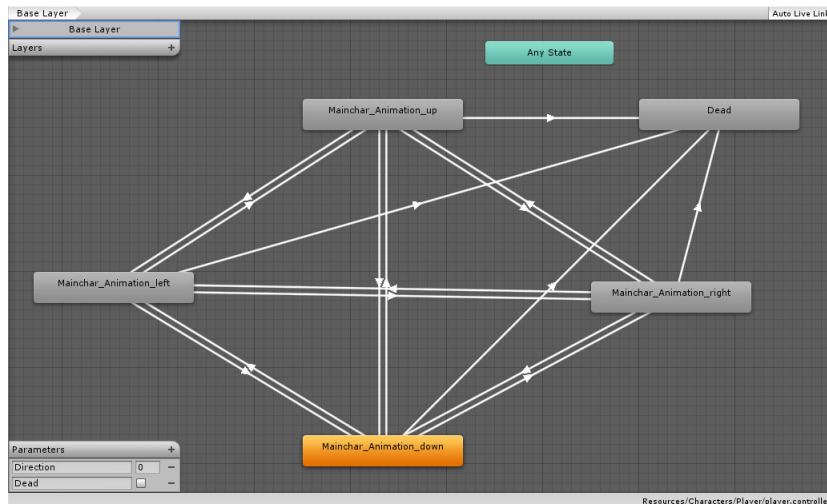 Base Layer
Auto Live Link
Base Layer
Layers
Any State
Mainchar_Animation_up
Dead
Mainchar_Animation_left
Mainchar_Animation_right
Mainchar_Animation_down
Parameters
Direction 0
Dead
Resources/Characters/Player/player.controlle